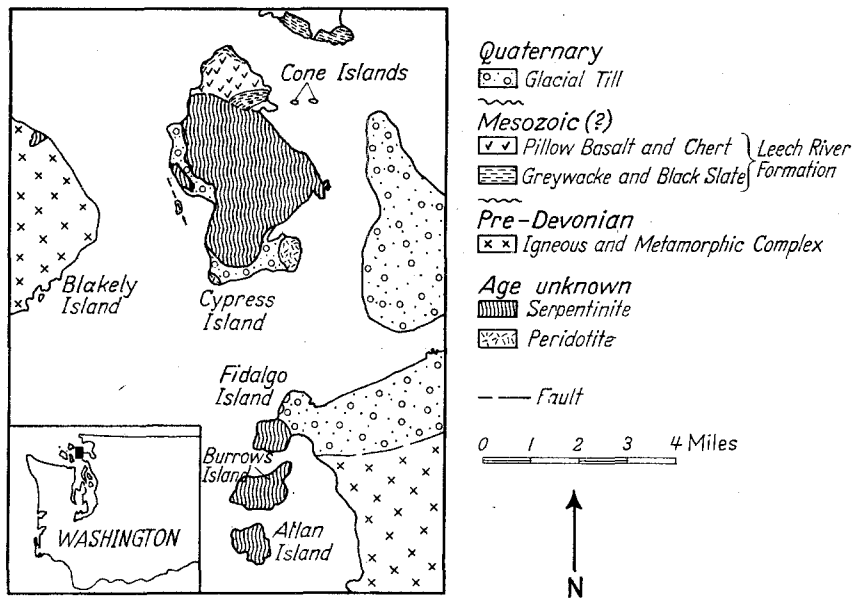 Cone Islands
Blakely
Island
Cypress
Island
Fidalgo
Island
Burrows
Island
Allan
Island
WASHINGTON
Quaternary
Glacial Till
Mesozoic (?)
Pillow Basalt and Chert
Greywacke and Black Slate
Leech River
Formation
Pre-Devonian
Igneous and Metamorphic Complex
Age unknown
Serpentinite
Peridotite
Fault
0 1 2 3 4 Miles
N